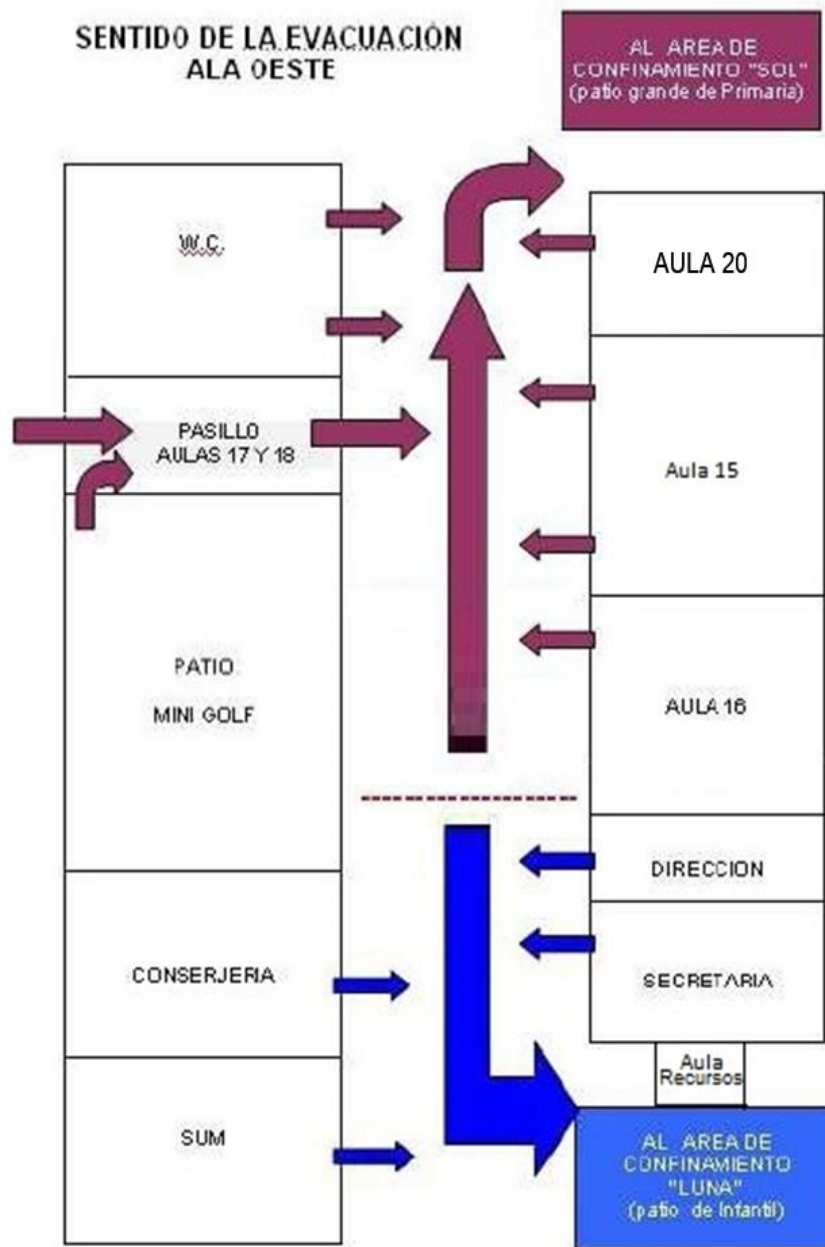 SENTIDO DE LA EVACUACIÓN
ALA OESTE
AL AREA DE
CONFINAMIENTO "SOL"
(patio grande de Primaria)
W.C.
AULA 20
PASILLO
AULAS 17 Y 18
Aula 15
PATIO
MINI GOLF
AULA 16
DIRECCION
CONSERJERIA
SECRETARIA
Aula
Recursos
SUM
AL AREA DE
CONFINAMIENTO
"LUNA"
(patio de Infantil)